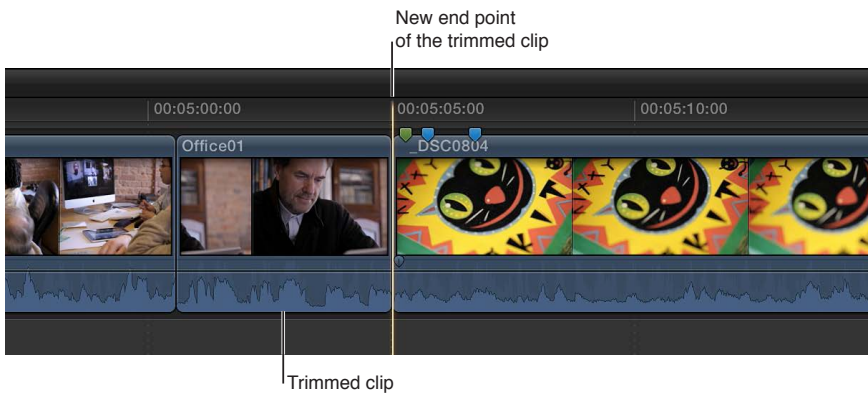 New end point
of the trimmed clip
00:05:00:00
00:05:05:00
00:05:10:00
Office01
_DSC0804
Trimmed clip